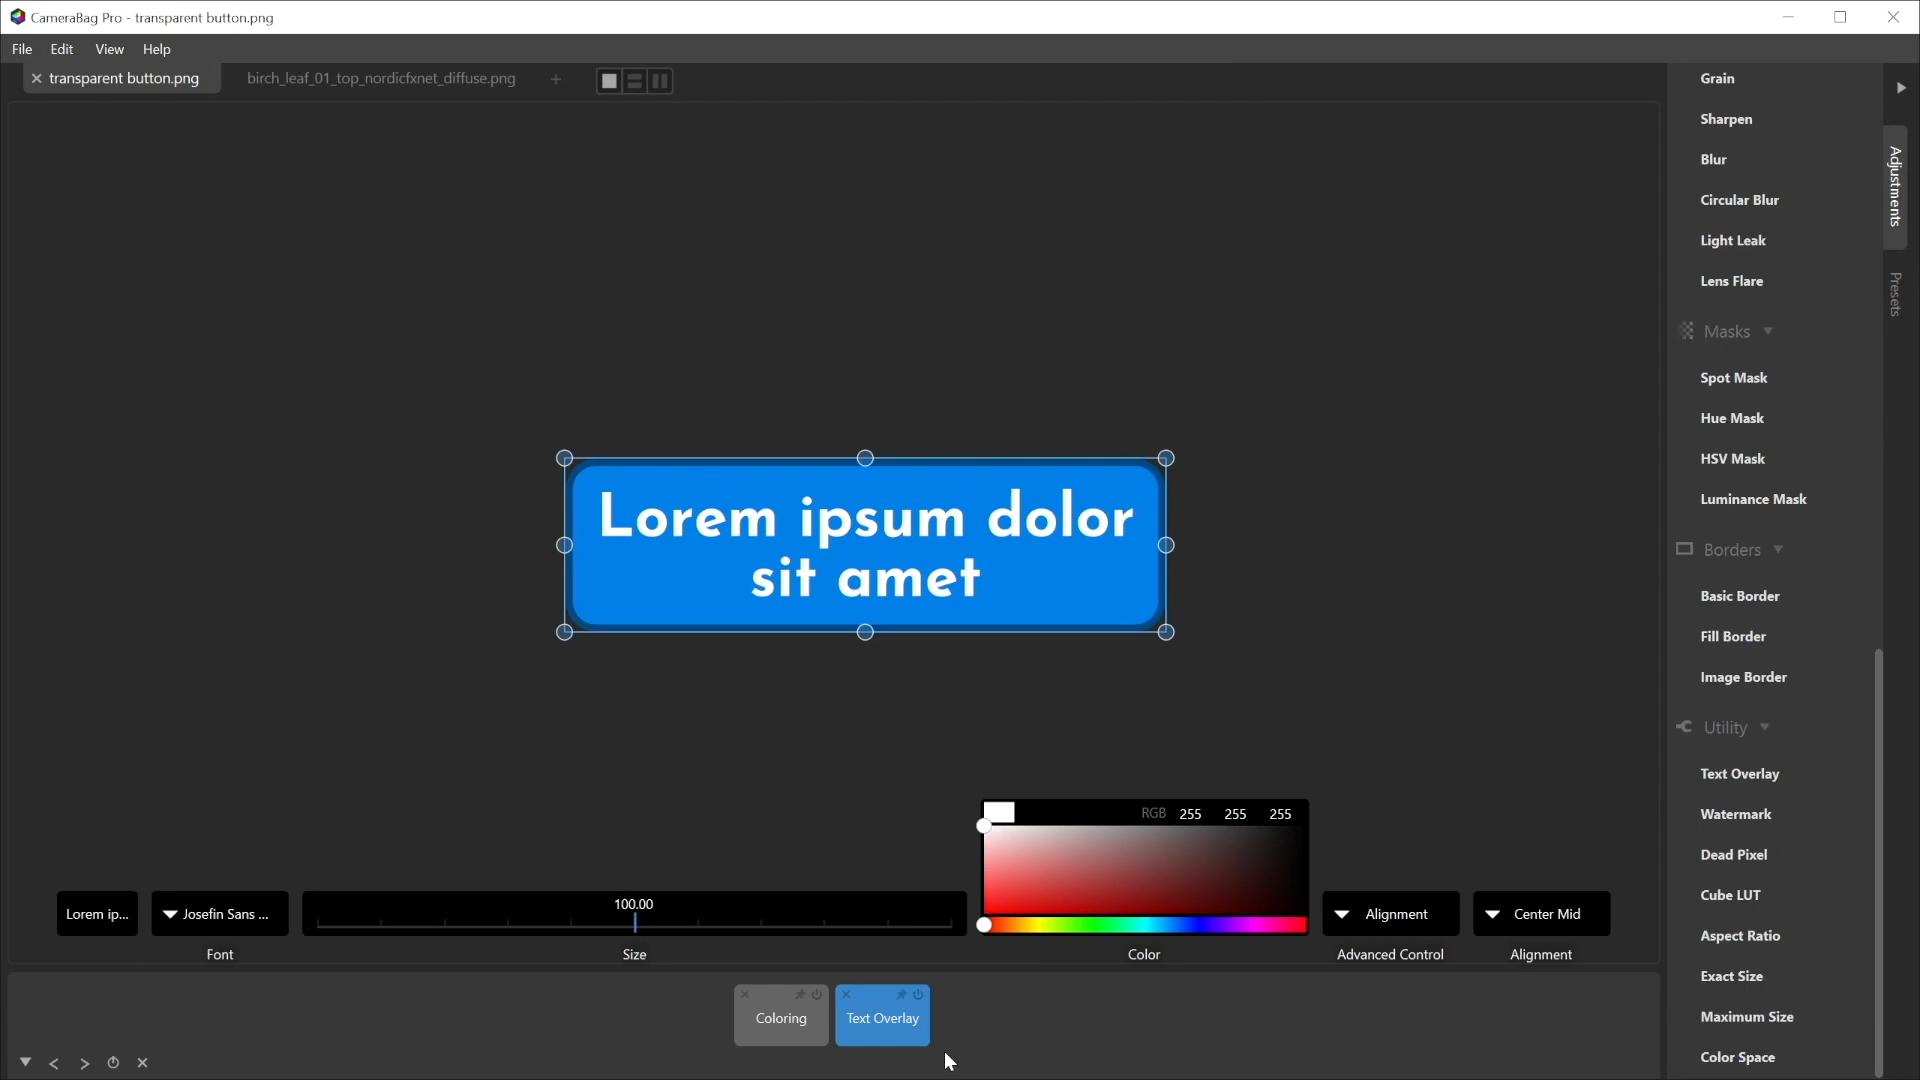 CameraBag Pro - transparent button.png
File Edit View Help
transparent button.png birch_leaf_01_top_nordicfxnet_diffuse.png +
Grain
Sharpen
Blur
Circular Blur
Light Leak
Lens Flare
Masks
Spot Mask
Hue Mask
HSV Mask
Luminance Mask
Borders
Basic Border
Fill Border
Image Border
Utility
Text Overlay
Watermark
Dead Pixel
Cube LUT
Aspect Ratio
Exact Size
Maximum Size
Color Space
Adjustments
Presets
Lorem ipsum dolor
sit amet
RGB 255 255 255
Lorem ip... Josefin Sans ... 100.00 Alignment Center Mid
Font Size Color Advanced Control Alignment
Coloring Text Overlay